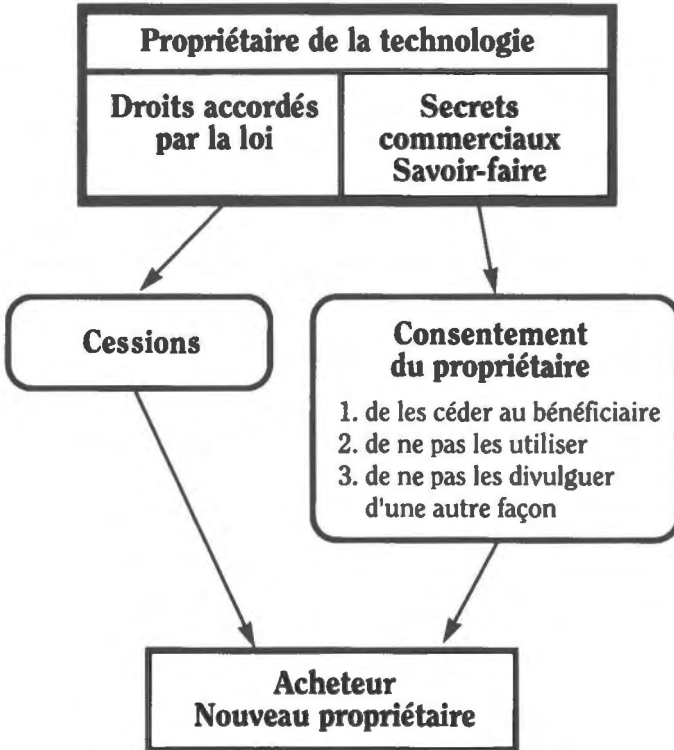 Propriétaire de la technologie
Droits accordés
par la loi
Secrets
commerciaux
Savoir-faire
Cessions
Consentement
du propriétaire
1. de les céder au bénéficiaire
2. de ne pas les utiliser
3. de ne pas les divulguer
d'une autre façon
Acheteur
Nouveau propriétaire